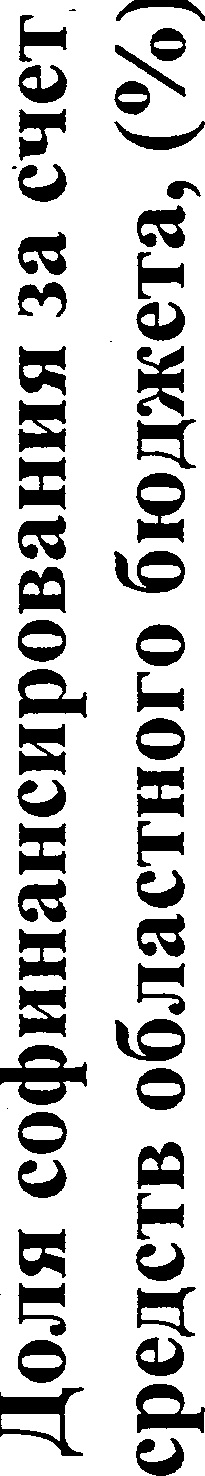 Доля софинансирования за счет
средств областного бюджета, (%)